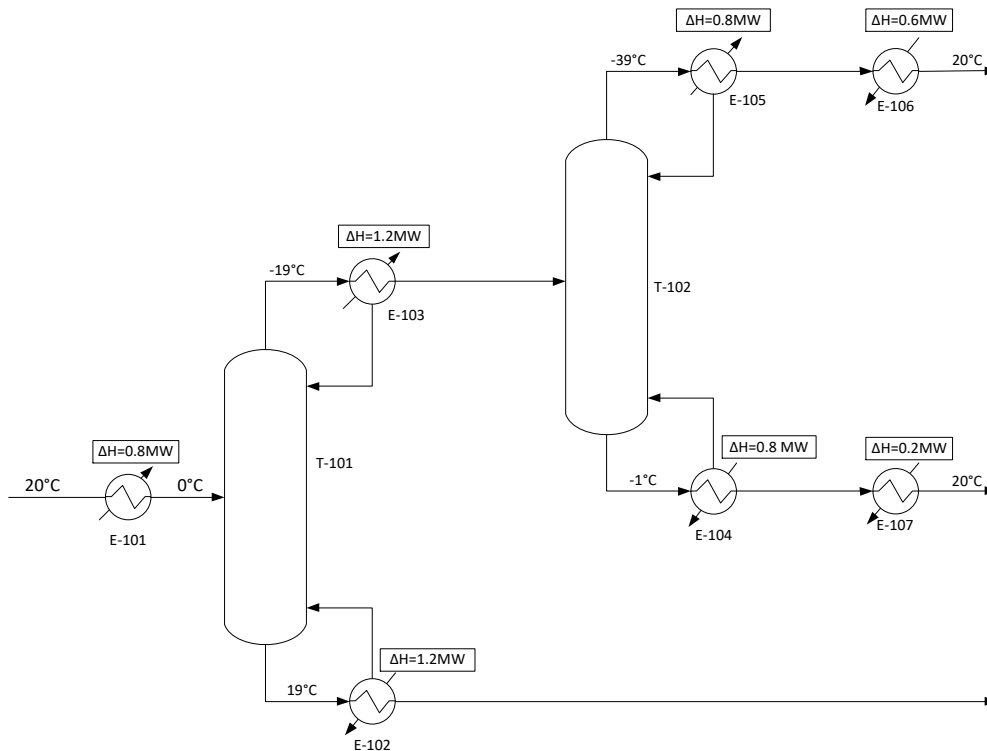 ΔH=0.8MW
ΔH=0.6MW
-39°C
20°C
E-105
E-106
ΔH=1.2MW
-19°C
T-102
E-103
ΔH=0.8MW
T-101
ΔH=0.8 MW
ΔH=0.2MW
20°C
0°C
-1°C
20°C
E-101
E-104
E-107
ΔH=1.2MW
19°C
E-102